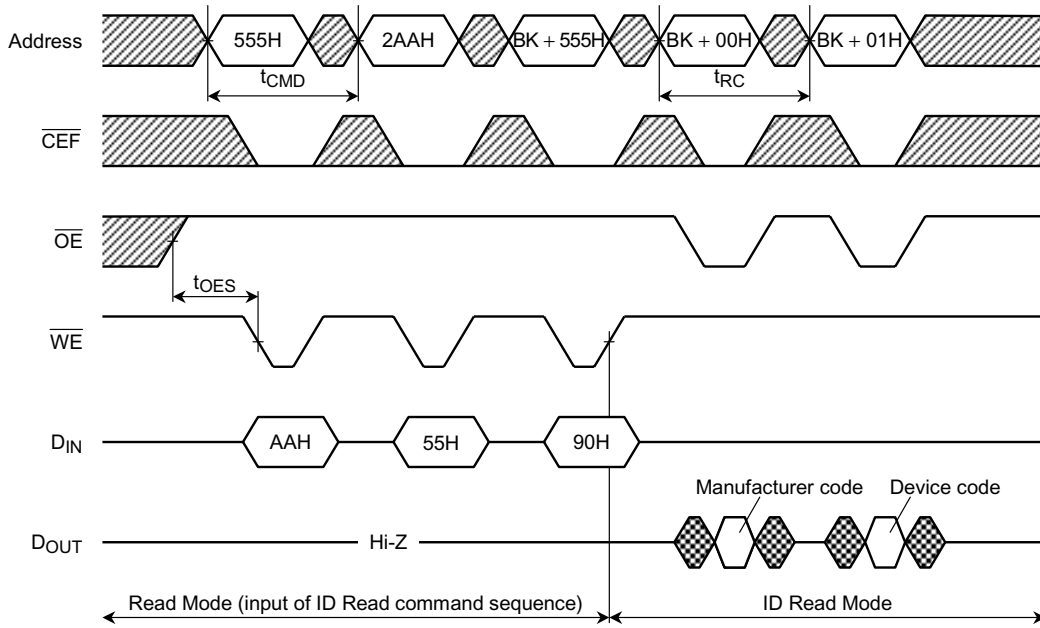 Address 555H 2AAH BK + 555H BK + 00H BK + 01H
tCMD tRC
CEF
OE
tOES
WE
DIN AAH 55H 90H
Manufacturer code Device code
DOUT Hi-Z
Read Mode (input of ID Read command sequence) ID Read Mode